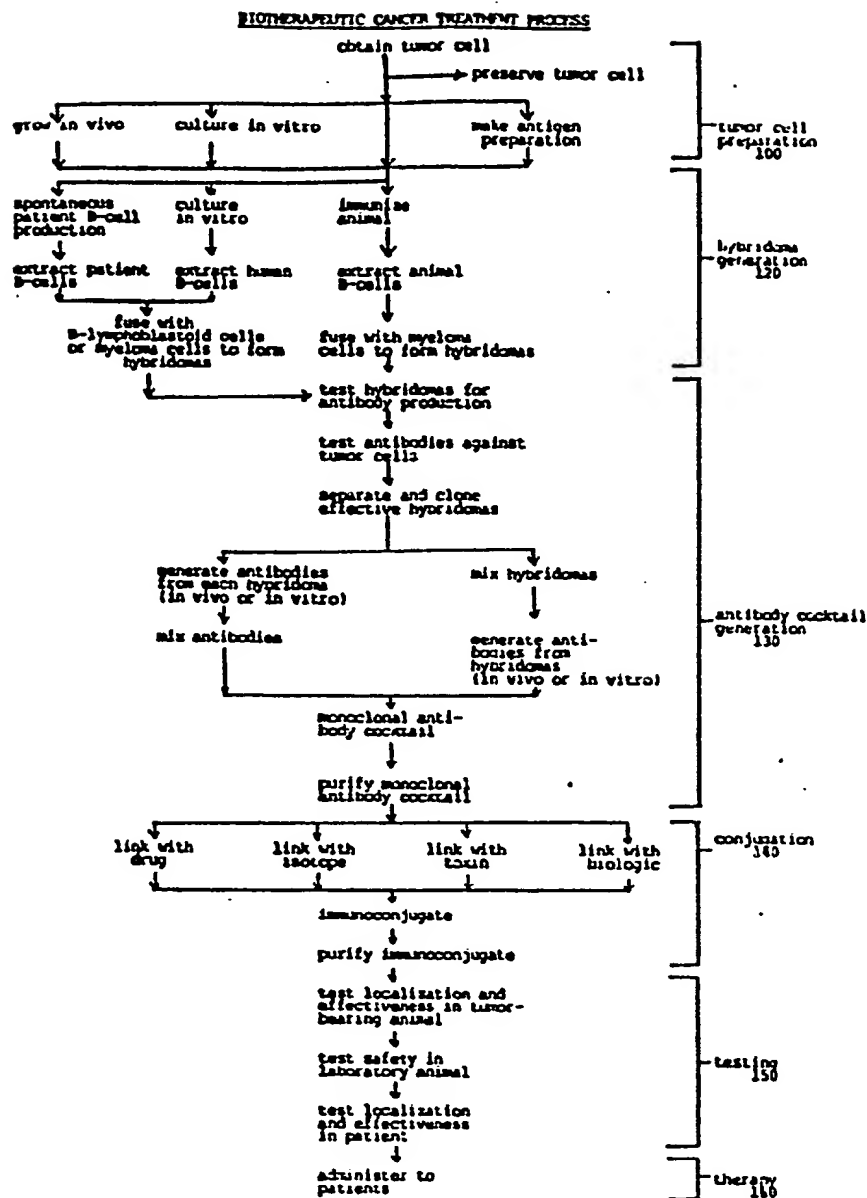 BIOTHERAPEUTIC CANCER TREATMENT PROCESS
obtain tumor cell
preserve tumor cell
grow in vivo
culture in vitro
make antigen
preparation
tumor cell
preparation
100
spontaneous
patient B-cell
production
culture
in vitro
immunize
animal
extract patient
B-cells
extract human
B-cells
extract animal
B-cells
hybridoma
generation
120
fuse with
B-lymphoblastoid cells
or myeloma cells to form
hybridomas
fuse with myeloma
cells to form hybridomas
test hybridomas for
antibody production
test antibodies against
tumor cells
separate and clone
effective hybridomas
generate antibodies
from each hybridoma
(in vivo or in vitro)
mix hybridomas
mix antibodies
generate anti-
bodies from
hybridomas
(in vivo or in vitro)
antibody cocktail
generation
130
monoclonal anti-
body cocktail
purify monoclonal
antibody cocktail
link with
drug
link with
isotope
link with
toxin
link with
biologic
conjugation
140
immunoconjugate
purify immunoconjugate
test localization and
effectiveness in tumor-
bearing animal
test safety in
laboratory animal
test localization
and effectiveness
in patient
testing
150
administer to
patients
therapy
160